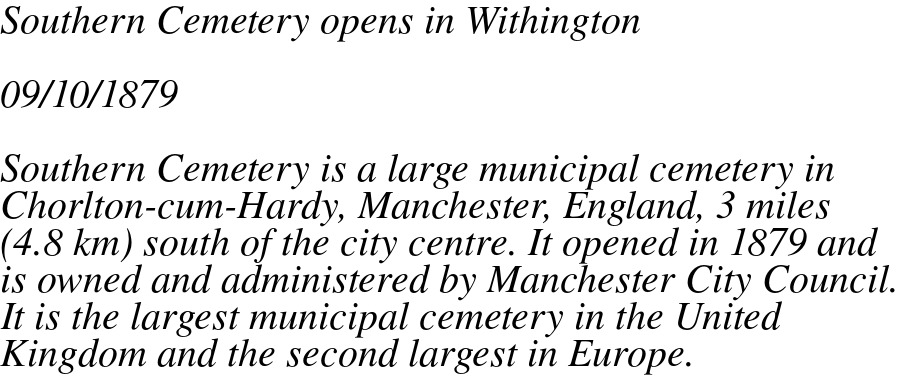 Southern Cemetery opens in Withington
09/10/1879
Southern Cemetery is a large municipal cemetery in
Chorlton-cum-Hardy, Manchester, England, 3 miles
(4.8 km) south of the city centre. It opened in 1879 and
is owned and administered by Manchester City Council.
It is the largest municipal cemetery in the United
Kingdom and the second largest in Europe.